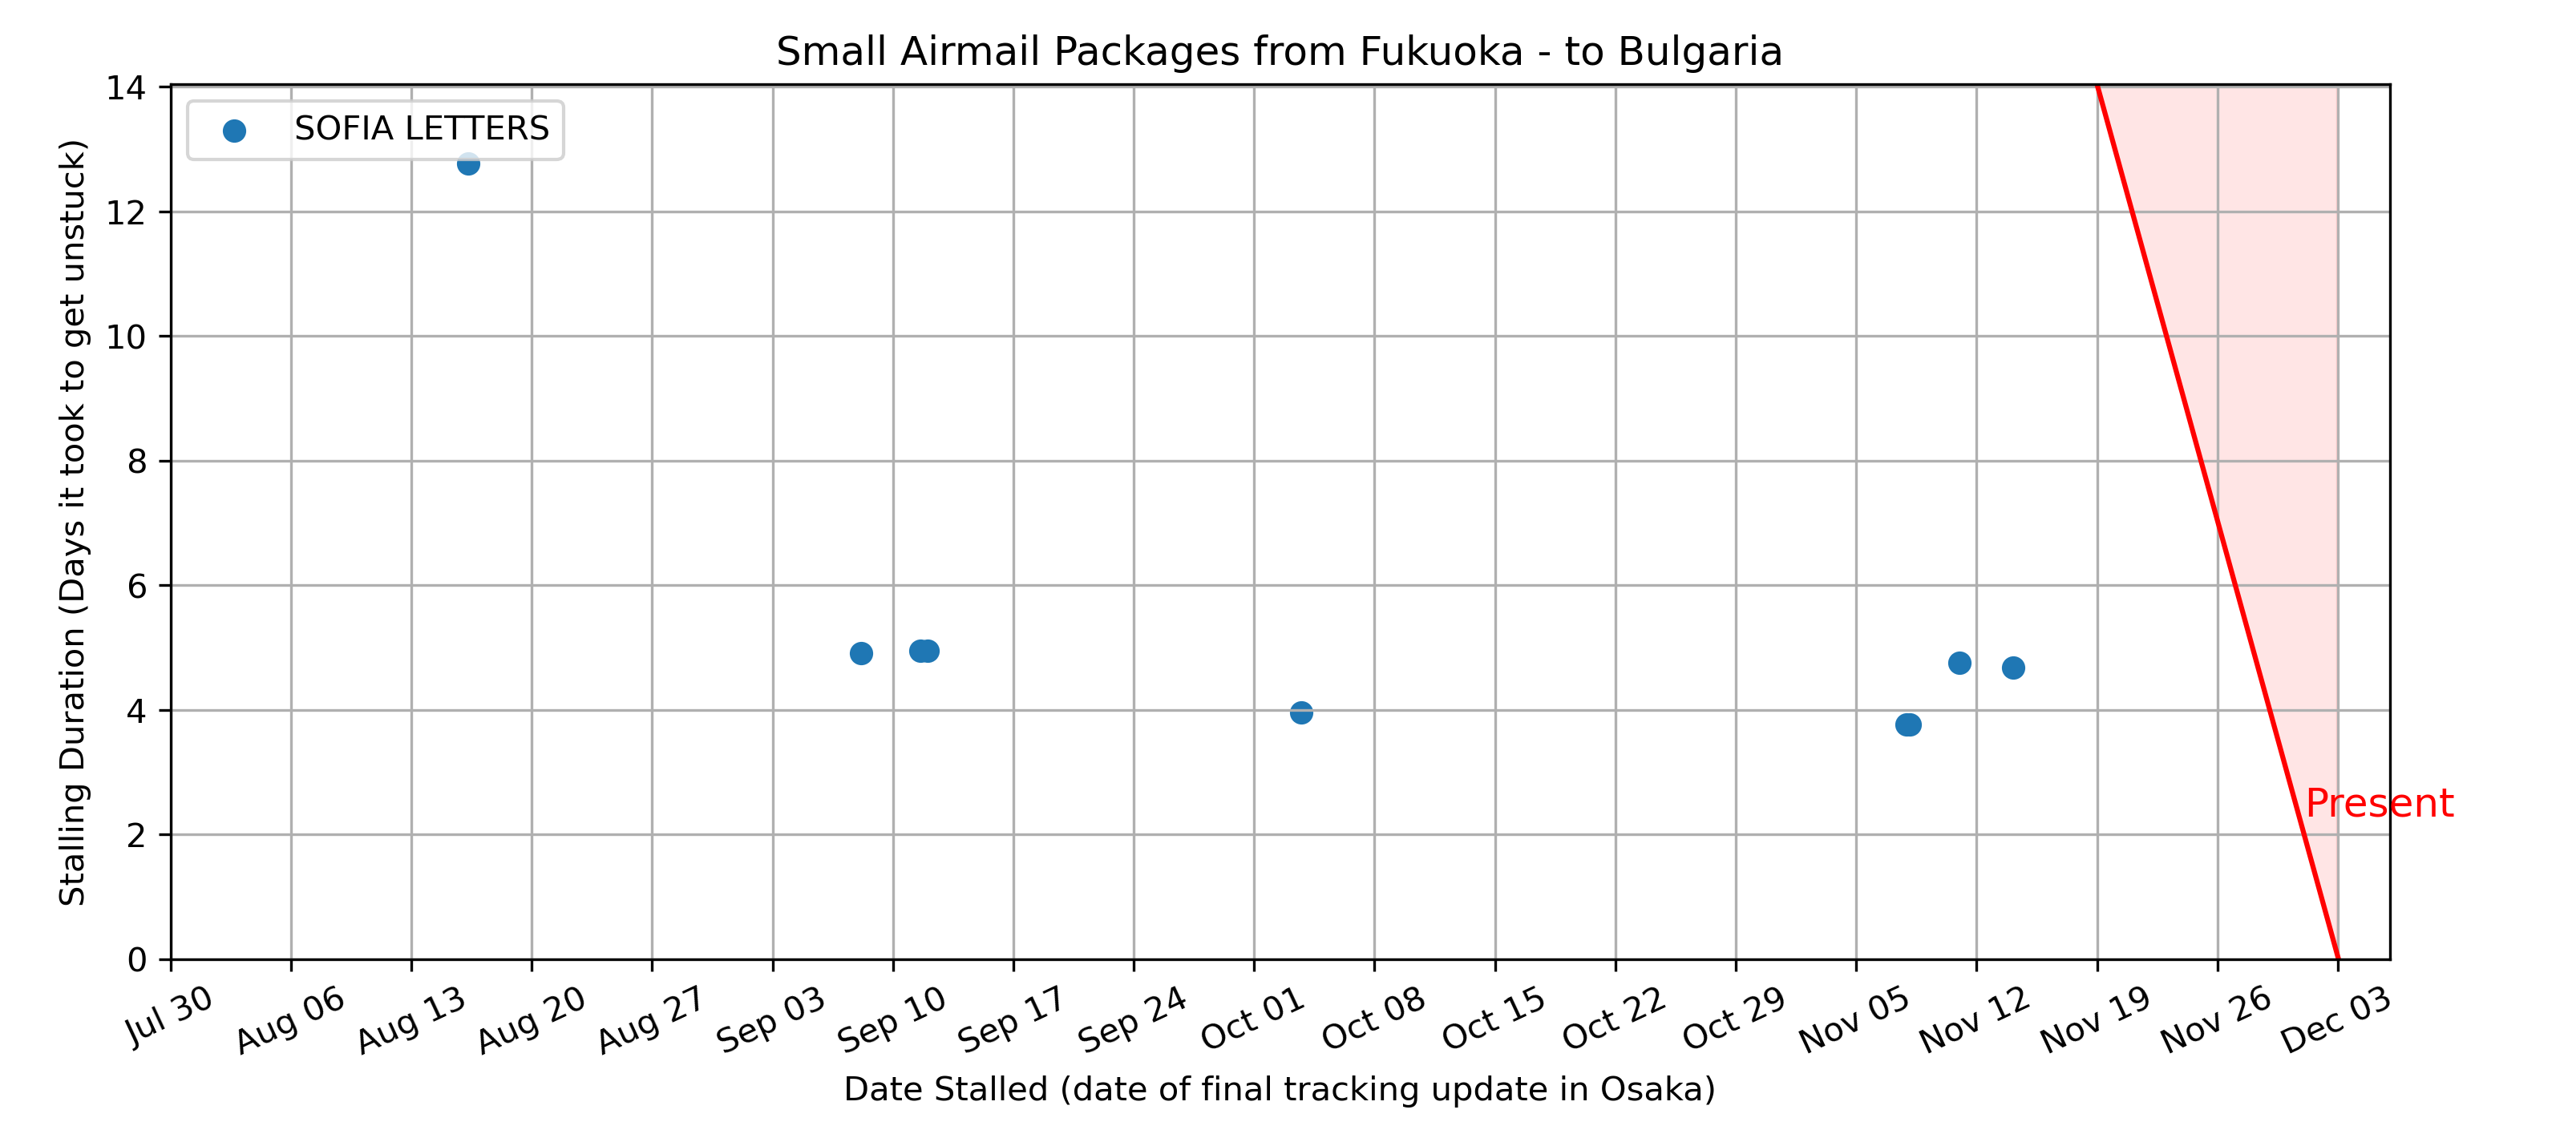 Small Airmail Packages from Fukuoka - to Bulgaria
SOFIA LETTERS
Stalling Duration (Days it took to get unstuck)
14
12
10
8
6
4
2
0
Present
Jul 30
Aug 06
Aug 13
Aug 20
Aug 27
Sep 03
Sep 10
Sep 17
Sep 24
Oct 01
Oct 08
Oct 15
Oct 22
Oct 29
Nov 05
Nov 12
Nov 19
Nov 26
Dec 03
Date Stalled (date of final tracking update in Osaka)